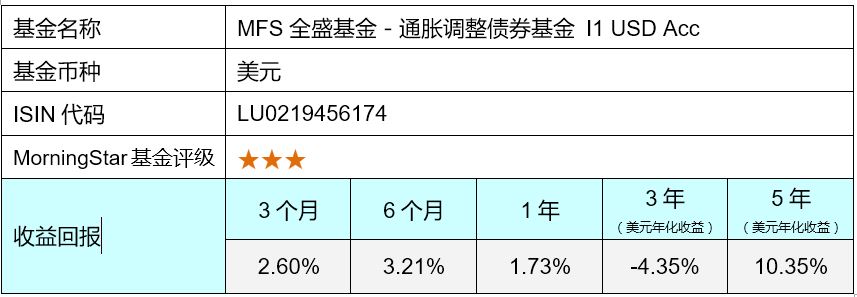 基金名称 MFS 全盛基金 - 通胀调整债券基金 I1 USD Acc
基金币种 美元
ISIN 代码 LU0219456174
MorningStar 基金评级 ★★★
收益回报 3 个月 6 个月 1 年 3 年 5 年
（美元年化收益） （美元年化收益）
2.60% 3.21% 1.73% -4.35% 10.35%